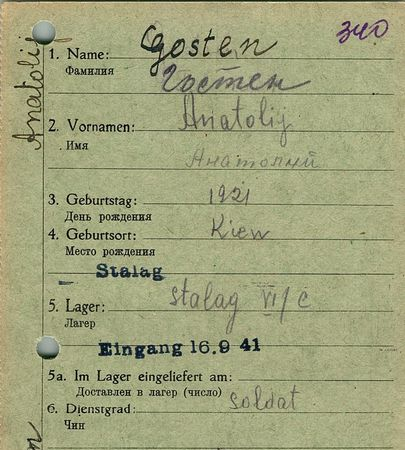 340
1. Name: Gosten
Фамилия Гостен
Anatolij
2. Vornamen: Anatolij
Имя Анатолий
3. Geburtstag: 1921
День рождения
4. Geburtsort: Kiew
Место рождения
Stalag
5. Lager: Stalag VI/C
Лагерь
Eingang 16.9 41
5a. Im Lager eingeliefert am:
Доставлен в лагер (число)
6. Dienstgrad: Soldat
Чин